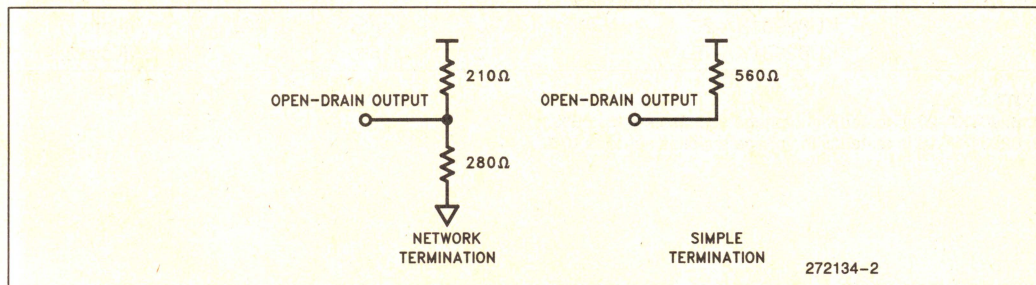 210Ω
OPEN-DRAIN OUTPUT
280Ω
NETWORK
TERMINATION
560Ω
OPEN-DRAIN OUTPUT
SIMPLE
TERMINATION
272134-2